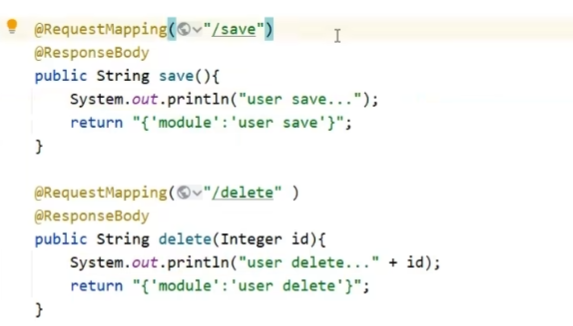 @RequestMapping("/save")
@ResponseBody
public String save(){
System.out.println("user save...");
return "{'module':'user save'}";
}
@RequestMapping("/delete" )
@ResponseBody
public String delete(Integer id){
System.out.println("user delete..." + id);
return "{'module':'user delete'}";
}